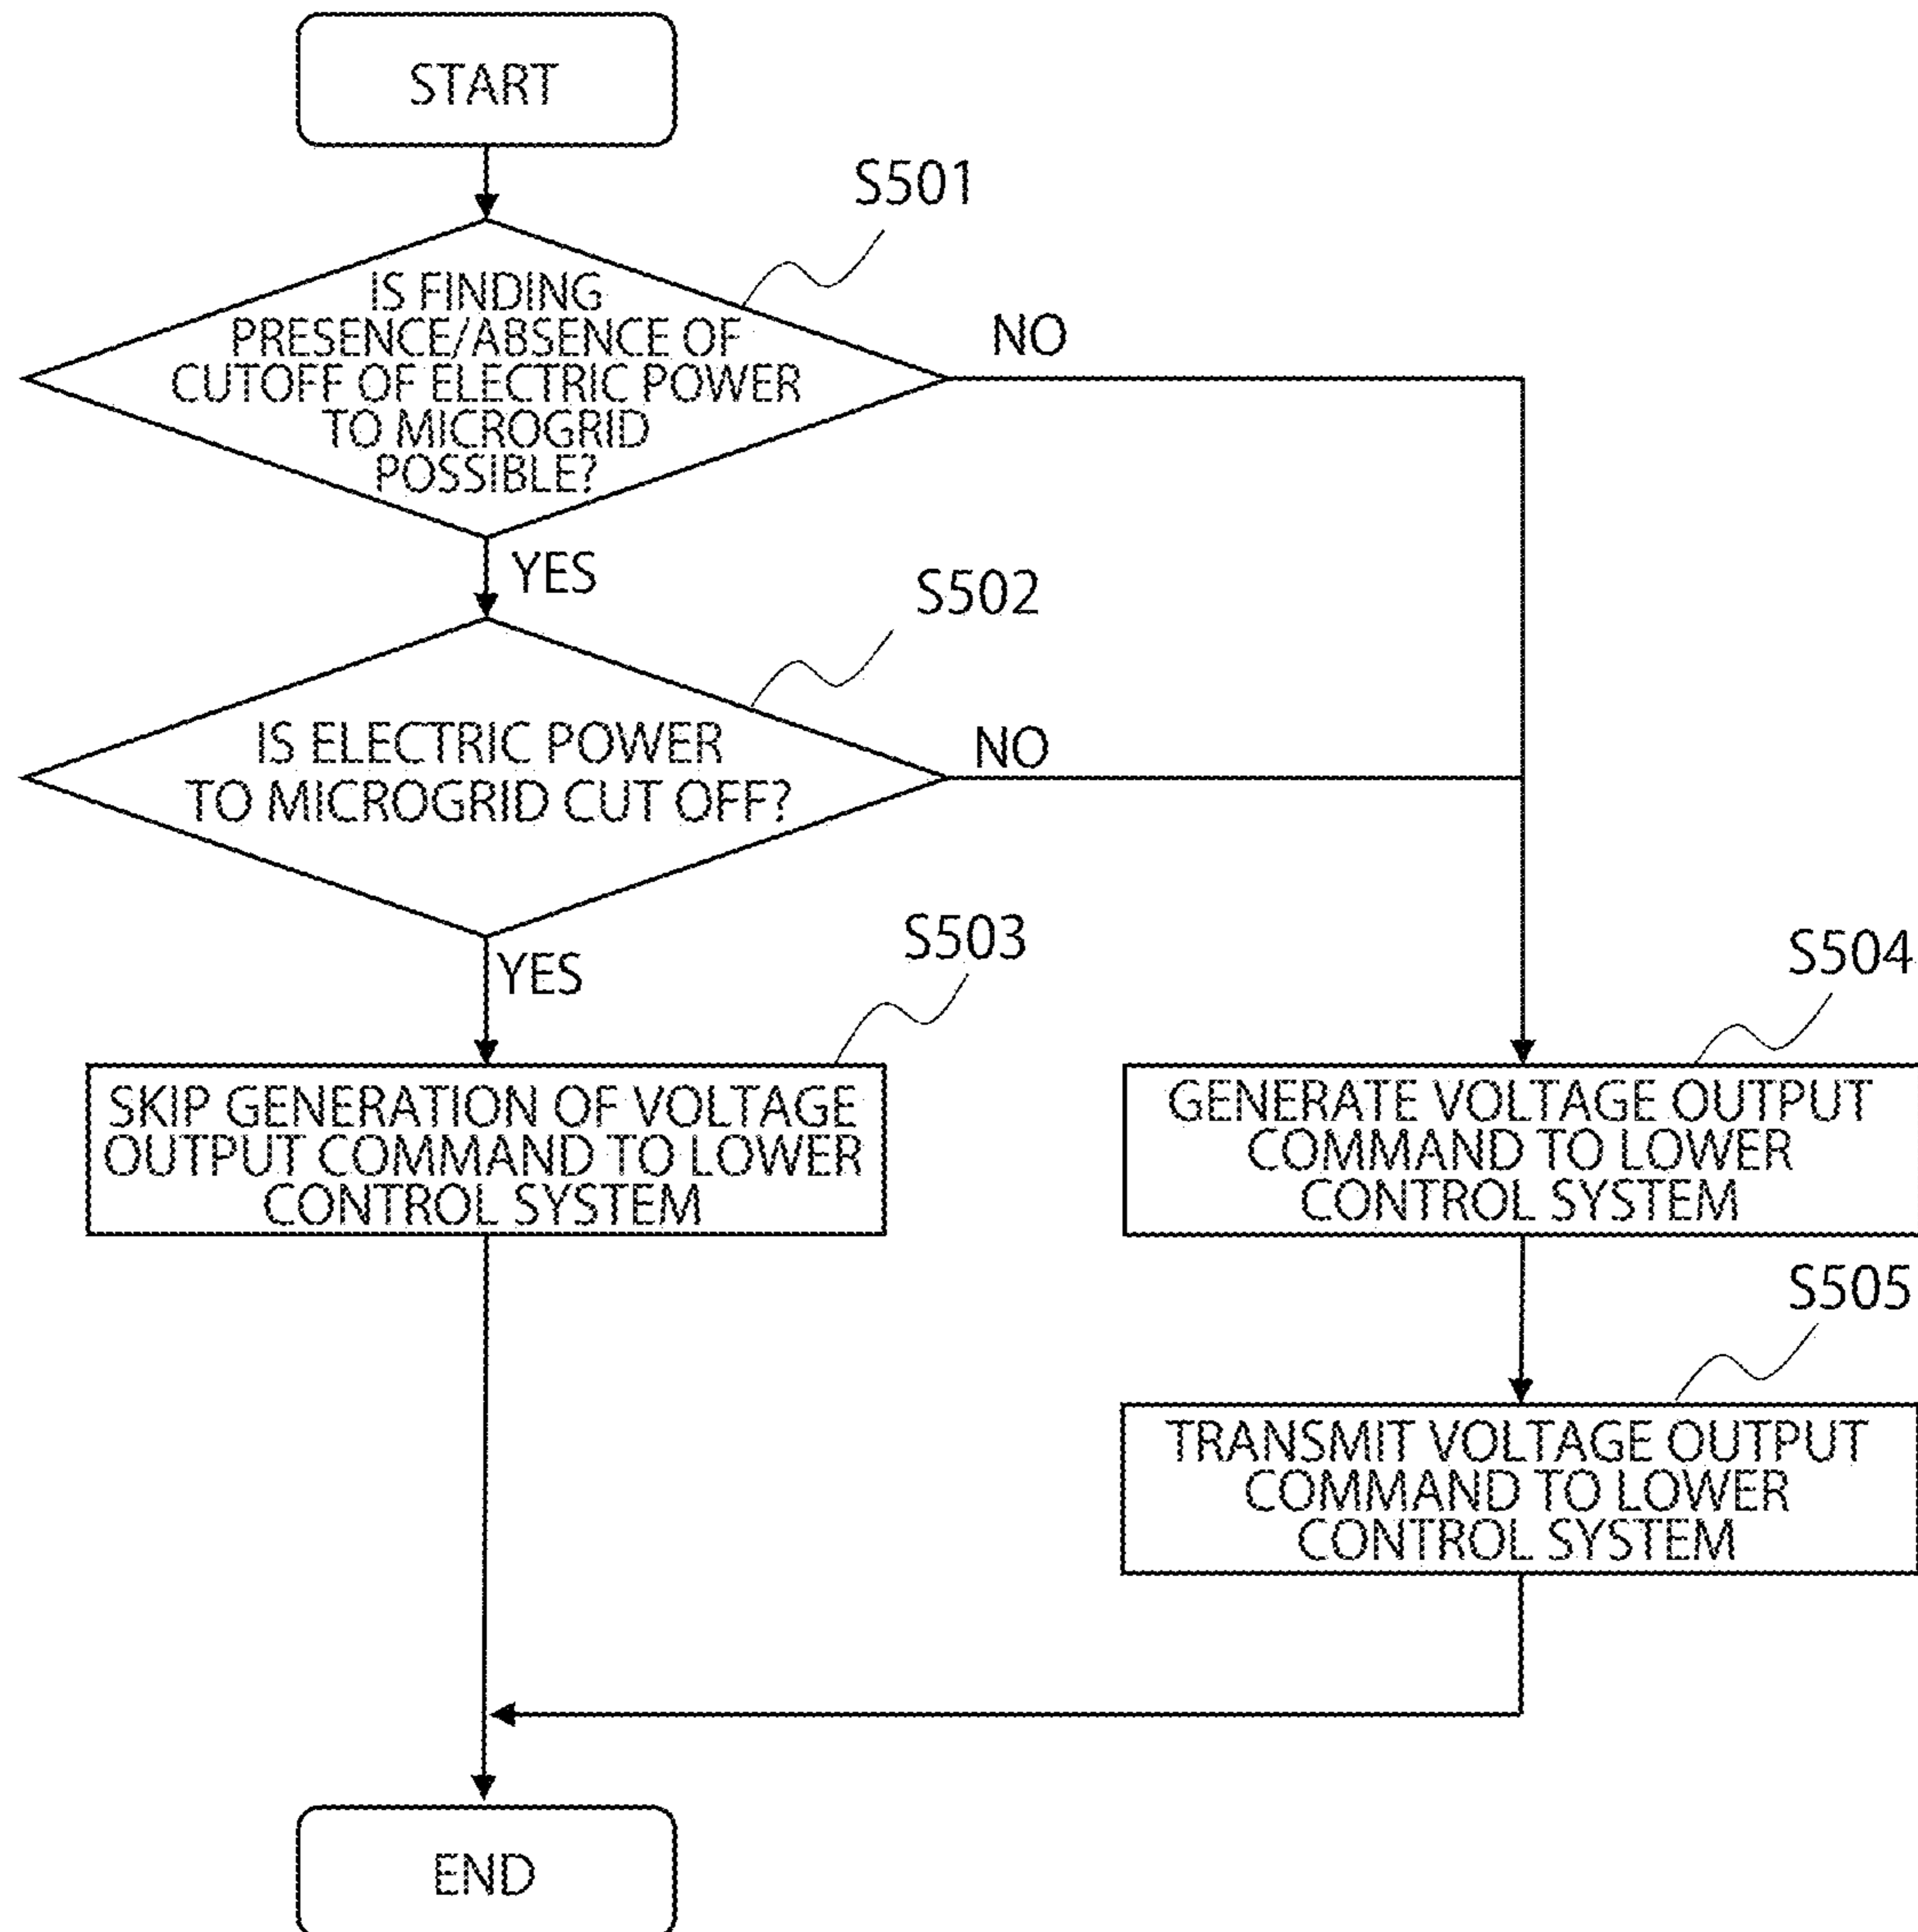 START
S501
IS FINDING
PRESENCE/ABSENCE OF
CUTOFF OF ELECTRIC POWER
TO MICROGRID
POSSIBLE?
NO
YES
S502
IS ELECTRIC POWER
TO MICROGRID CUT OFF?
NO
YES
S503
S504
SKIP GENERATION OF VOLTAGE
OUTPUT COMMAND TO LOWER
CONTROL SYSTEM
GENERATE VOLTAGE OUTPUT
COMMAND TO LOWER
CONTROL SYSTEM
S505
TRANSMIT VOLTAGE OUTPUT
COMMAND TO LOWER
CONTROL SYSTEM
END